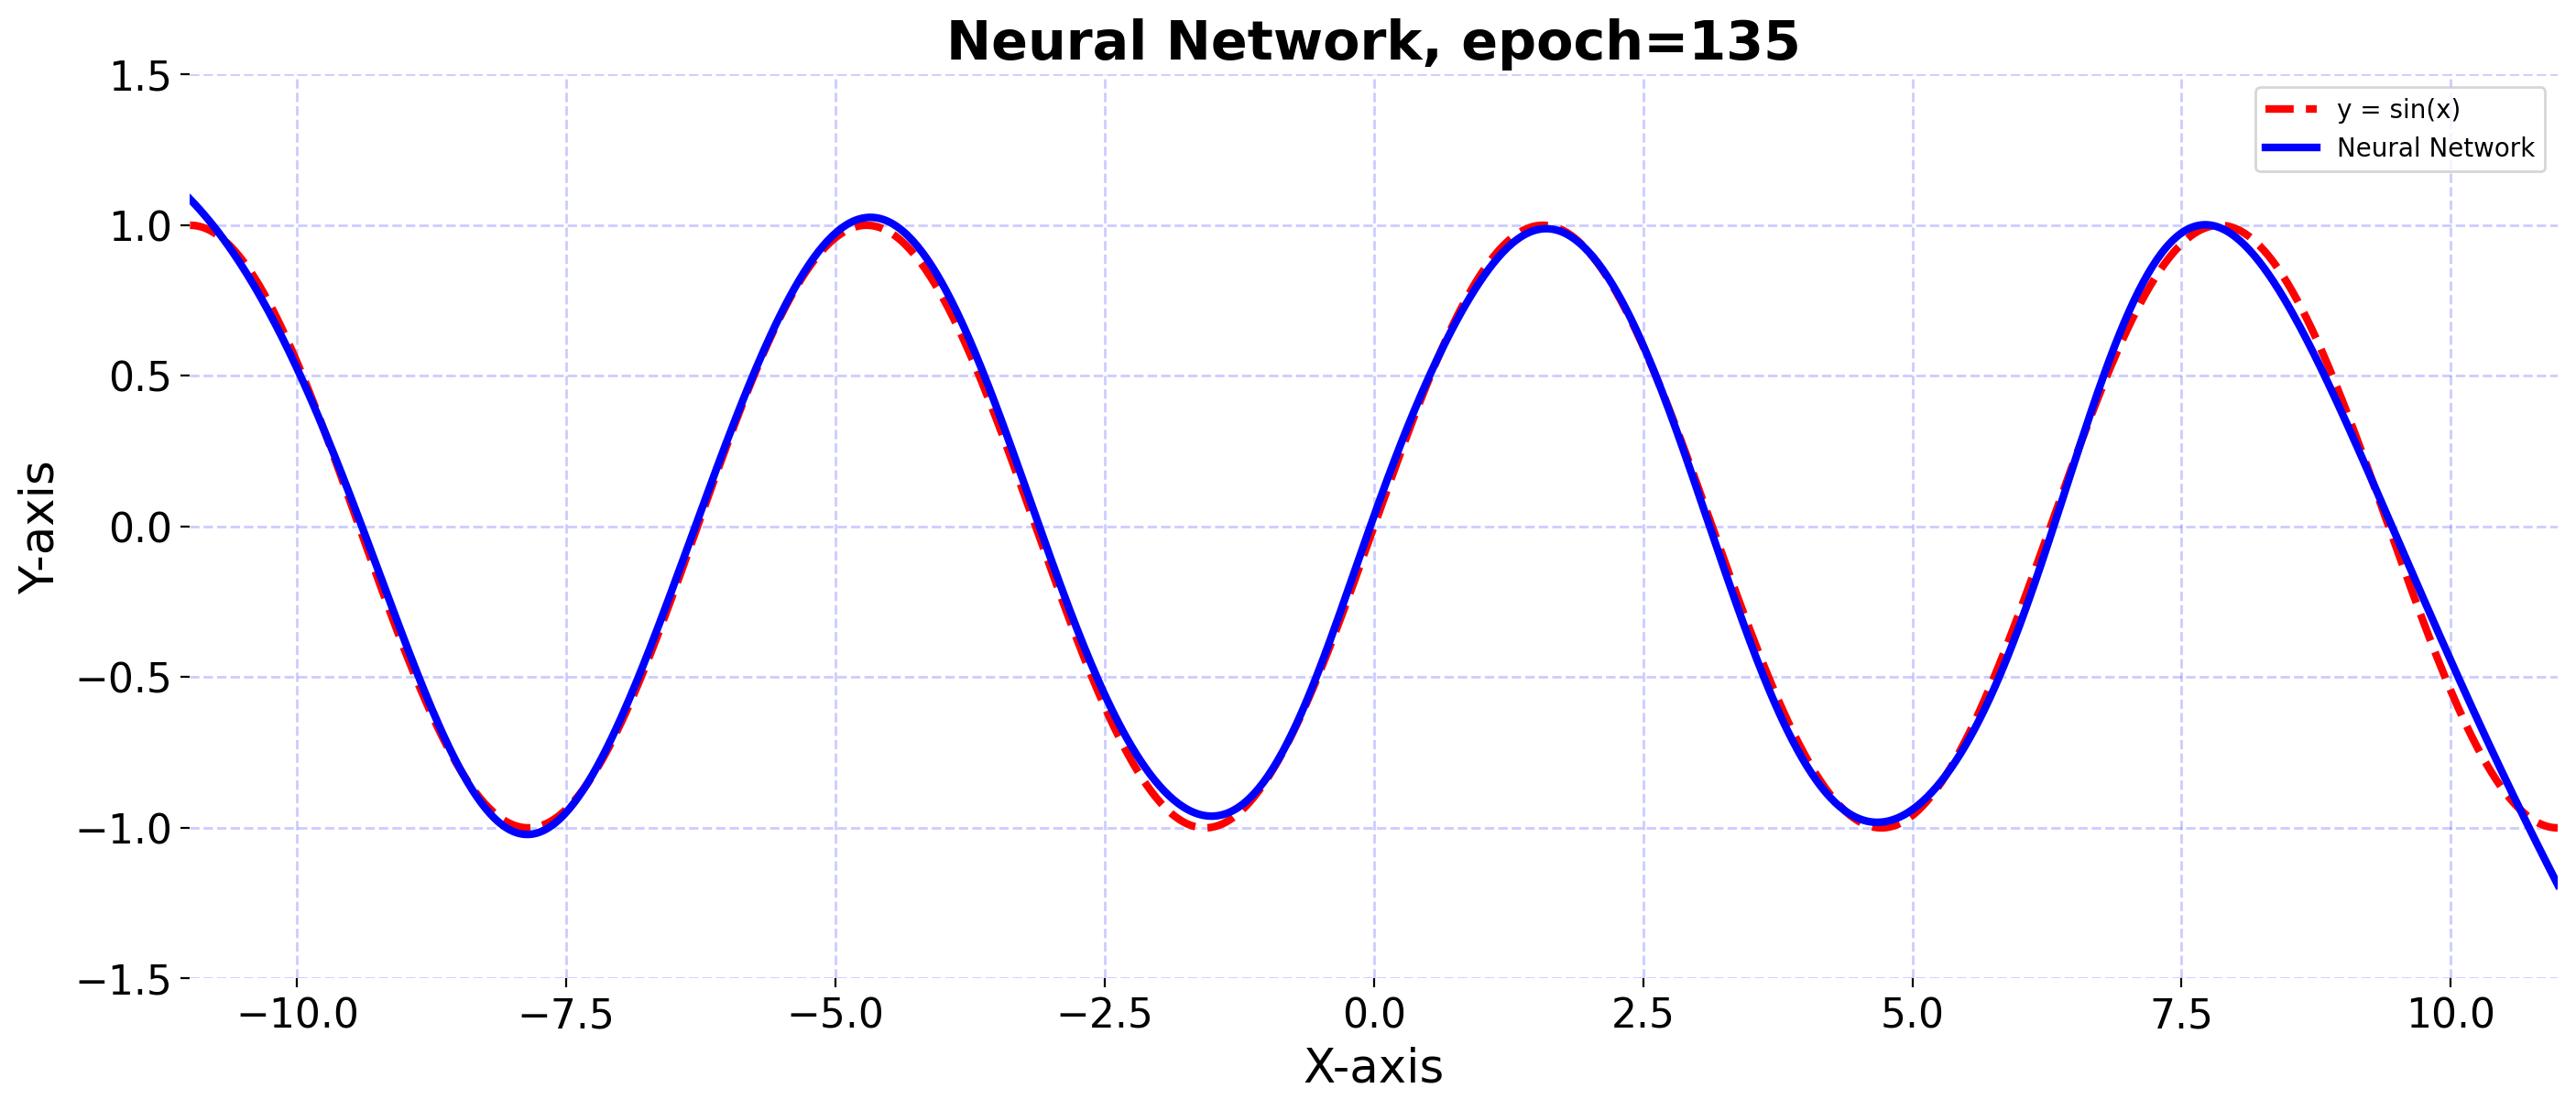 Neural Network, epoch=135
y = sin(x)
Neural Network
Y-axis
1.5
1.0
0.5
0.0
−0.5
−1.0
−1.5
−10.0 −7.5 −5.0 −2.5 0.0 2.5 5.0 7.5 10.0
X-axis